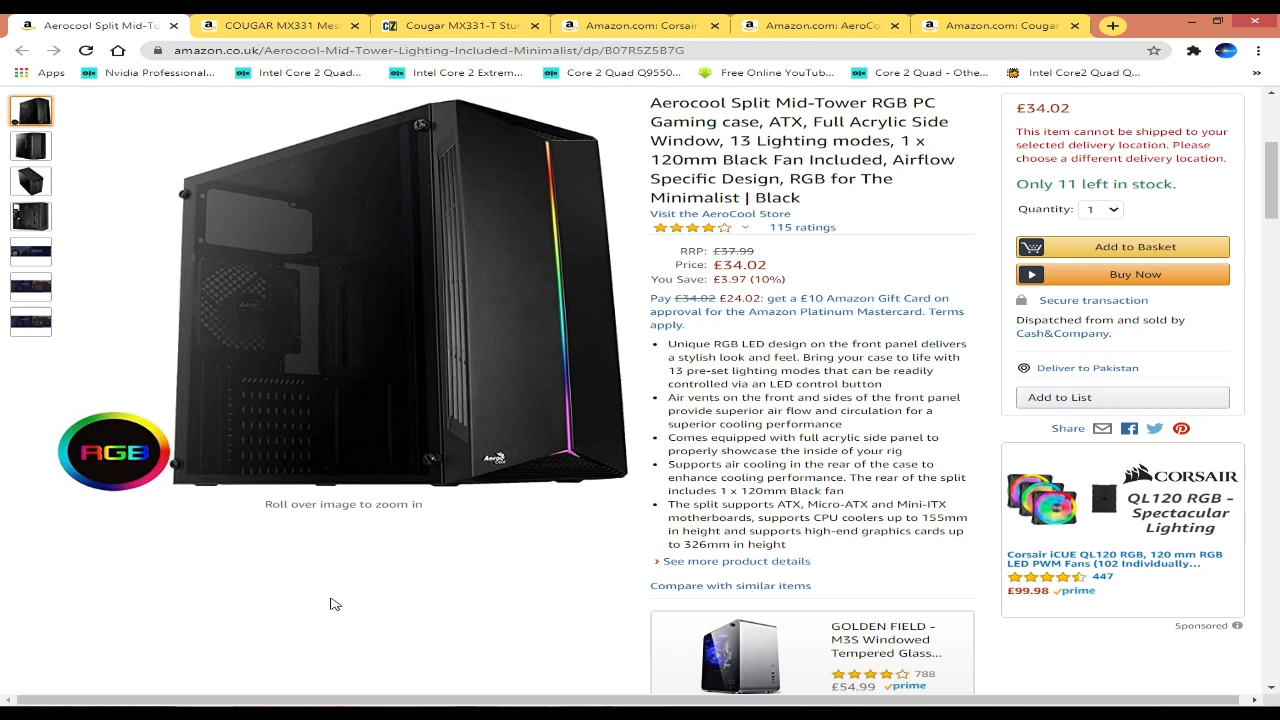 Aerocool Split Mid-To
COUGAR MX331 Mesh
Cougar MX331-T Stur
Amazon.com: Corsair
Amazon.com: AeroCo
Amazon.com: Cougar
amazon.co.uk/Aerocool-Mid-Tower-Lighting-Included-Minimalist/dp/B07R5Z5B7G
Apps
Nvidia Professional...
Intel Core 2 Quad...
Intel Core 2 Extrem...
Core 2 Quad Q9550...
Free Online YouTub...
Core 2 Quad - Othe...
Intel Core2 Quad Q...
Aerocool Split Mid-Tower RGB PC
Gaming case, ATX, Full Acrylic Side
Window, 13 Lighting modes, 1 x
120mm Black Fan Included, Airflow
Specific Design, RGB for The
Minimalist | Black
Visit the AeroCool Store
115 ratings
RRP: £37.99
Price: £34.02
You Save: £3.97 (10%)
Pay £34.02 £24.02: get a £10 Amazon Gift Card on
approval for the Amazon Platinum Mastercard. Terms
apply.
• Unique RGB LED design on the front panel delivers
a stylish look and feel. Bring your case to life with
13 pre-set lighting modes that can be readily
controlled via an LED control button
• Air vents on the front and sides of the front panel
provide superior air flow and circulation for a
superior cooling performance
• Comes equipped with full acrylic side panel to
properly showcase the inside of your rig
• Supports air cooling in the rear of the case to
enhance cooling performance. The rear of the split
includes 1 x 120mm Black fan
• The split supports ATX, Micro-ATX and Mini-ITX
motherboards, supports CPU coolers up to 155mm
in height and supports high-end graphics cards up
to 326mm in height
› See more product details
Compare with similar items
GOLDEN FIELD -
M3S Windowed
Tempered Glass...
788
£54.99 prime
RGB
Aero
Cool
Roll over image to zoom in
£34.02
This item cannot be shipped to your
selected delivery location. Please
choose a different delivery location.
Only 11 left in stock.
Quantity: 1
Add to Basket
Buy Now
Secure transaction
Dispatched from and sold by
Cash&Company.
Deliver to Pakistan
Add to List
Share
CORSAIR
QL120 RGB -
Spectacular
Lighting
Corsair iCUE QL120 RGB, 120 mm RGB
LED PWM Fans (102 Individually...
447
£99.98 prime
Sponsored